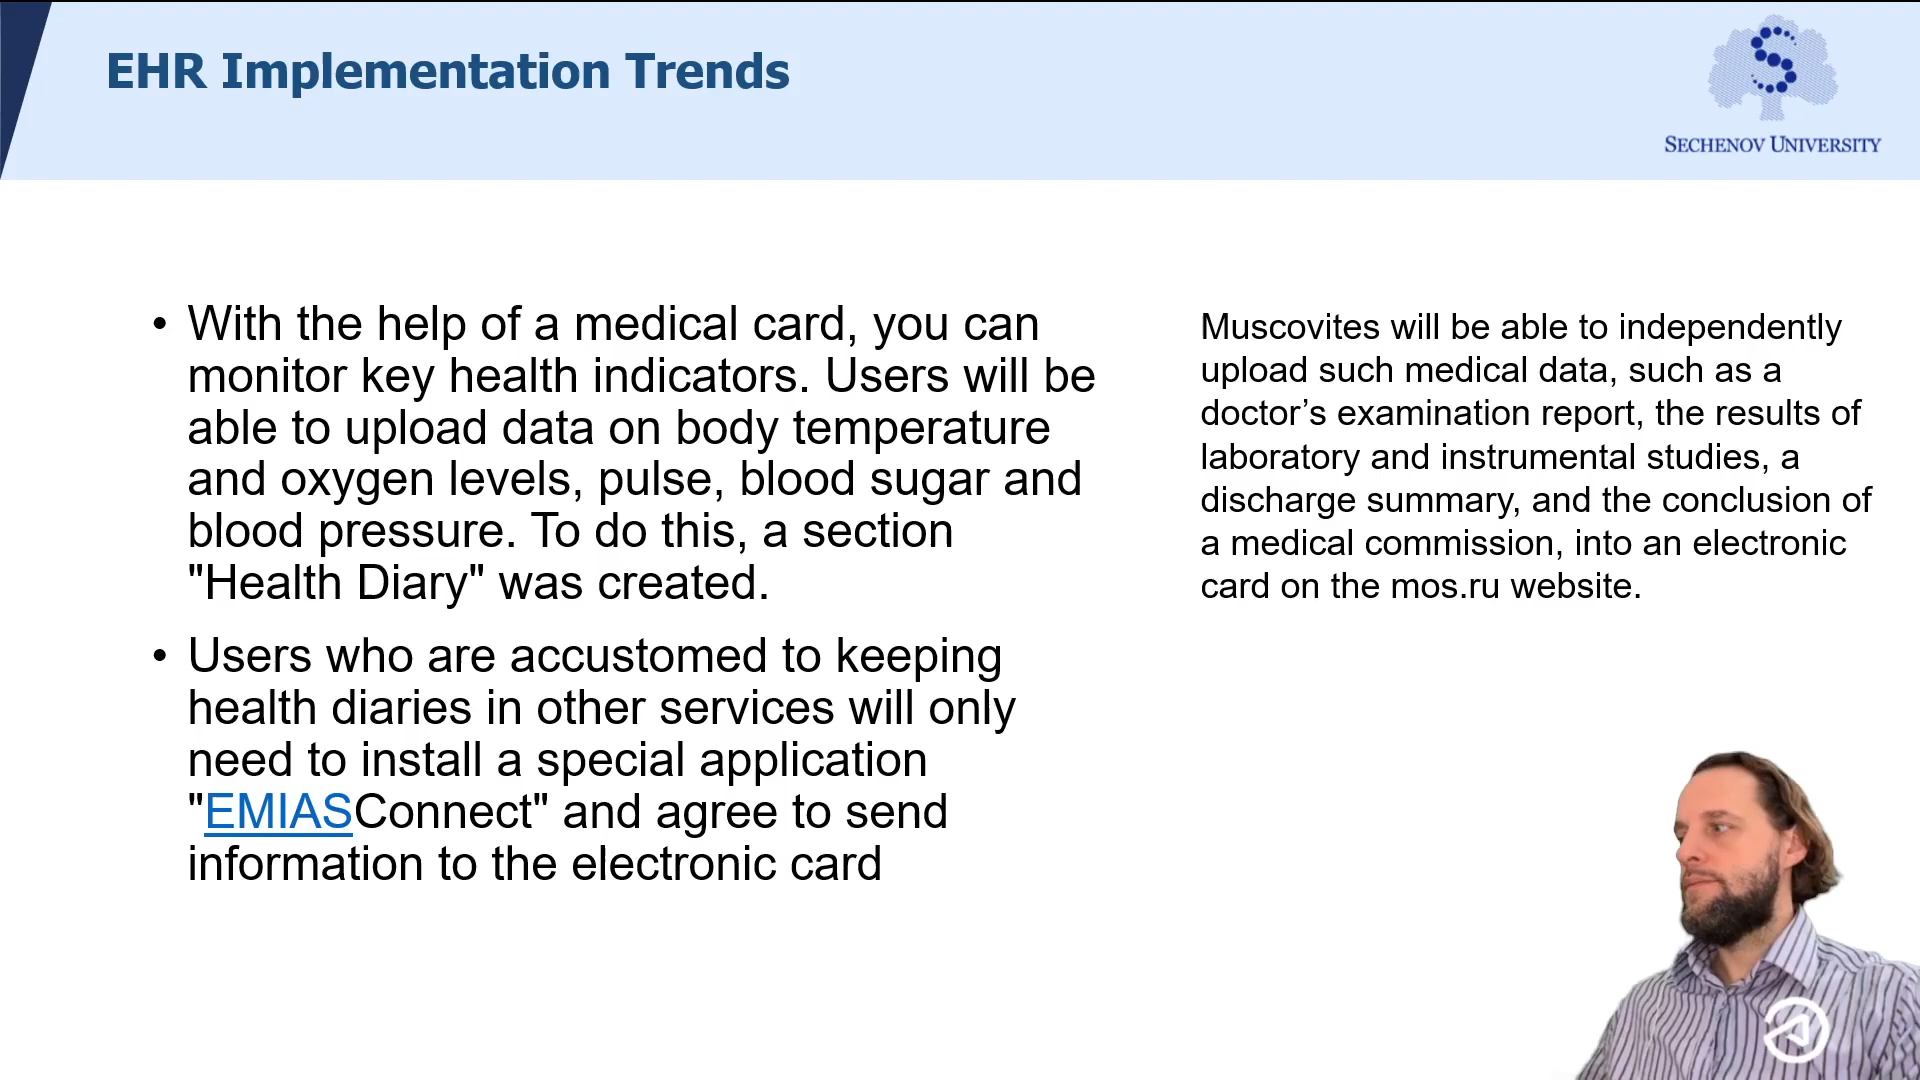 EHR Implementation Trends
SECHENOV UNIVERSITY
• With the help of a medical card, you can
monitor key health indicators. Users will be
able to upload data on body temperature
and oxygen levels, pulse, blood sugar and
blood pressure. To do this, a section
"Health Diary" was created.
• Users who are accustomed to keeping
health diaries in other services will only
need to install a special application
"EMIASConnect" and agree to send
information to the electronic card
Muscovites will be able to independently
upload such medical data, such as a
doctor’s examination report, the results of
laboratory and instrumental studies, a
discharge summary, and the conclusion of
a medical commission, into an electronic
card on the mos.ru website.